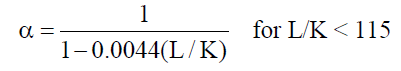 α = 1 / 1−0.0044(L / K) for L/K < 115